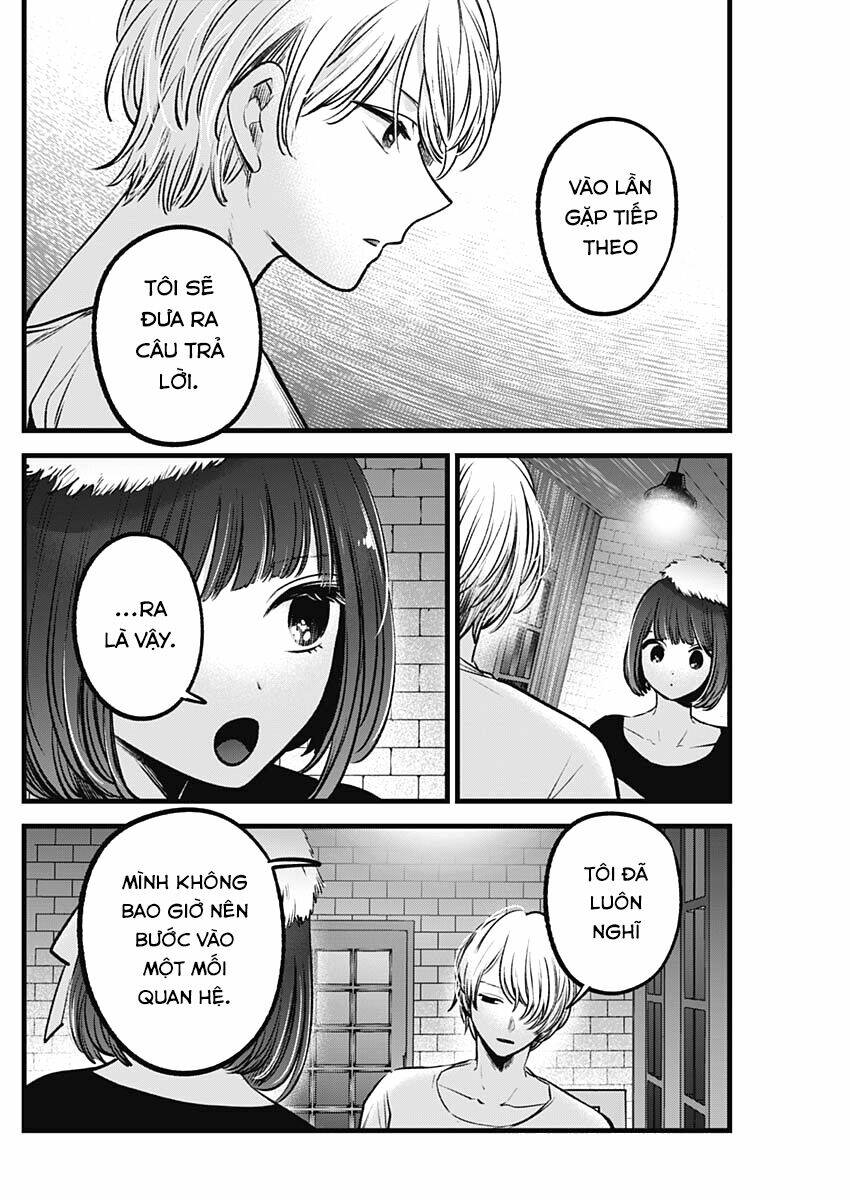 VÀO LẦN
GẶP TIẾP
THEO
TÔI SẼ
ĐƯA RA
CÂU TRẢ
LỜI.
...RA
LÀ VẬY.
TÔI ĐÃ
LUÔN
NGHĨ
MÌNH KHÔNG
BAO GIỜ NÊN
BƯỚC VÀO
MỘT MỐI
QUAN HỆ.